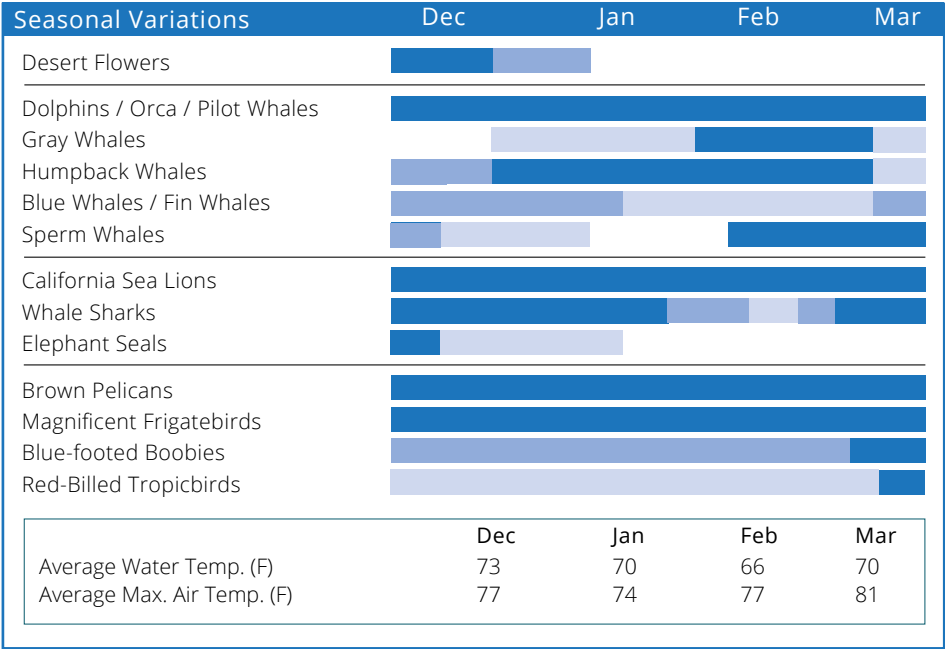 Seasonal Variations Dec Jan Feb Mar
Desert Flowers
Dolphins / Orca / Pilot Whales
Gray Whales
Humpback Whales
Blue Whales / Fin Whales
Sperm Whales
California Sea Lions
Whale Sharks
Elephant Seals
Brown Pelicans
Magnificent Frigatebirds
Blue-footed Boobies
Red-Billed Tropicbirds
Dec Jan Feb Mar
Average Water Temp. (F) 73 70 66 70
Average Max. Air Temp. (F) 77 74 77 81